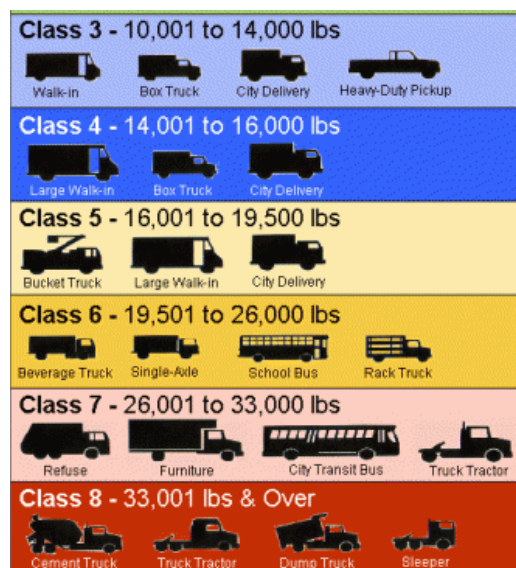 Class 3 - 10,001 to 14,000 lbs
Walk-in Box Truck City Delivery Heavy-Duty Pickup
Class 4 - 14,001 to 16,000 lbs
Large Walk-in Box Truck City Delivery
Class 5 - 16,001 to 19,500 lbs
Bucket Truck Large Walk-in City Delivery
Class 6 - 19,501 to 26,000 lbs
Beverage Truck Single-Axle School Bus Rack Truck
Class 7 - 26,001 to 33,000 lbs
Refuse Furniture City Transit Bus Truck Tractor
Class 8 - 33,001 lbs & Over
Cement Truck Truck Tractor Dump Truck Sleeper